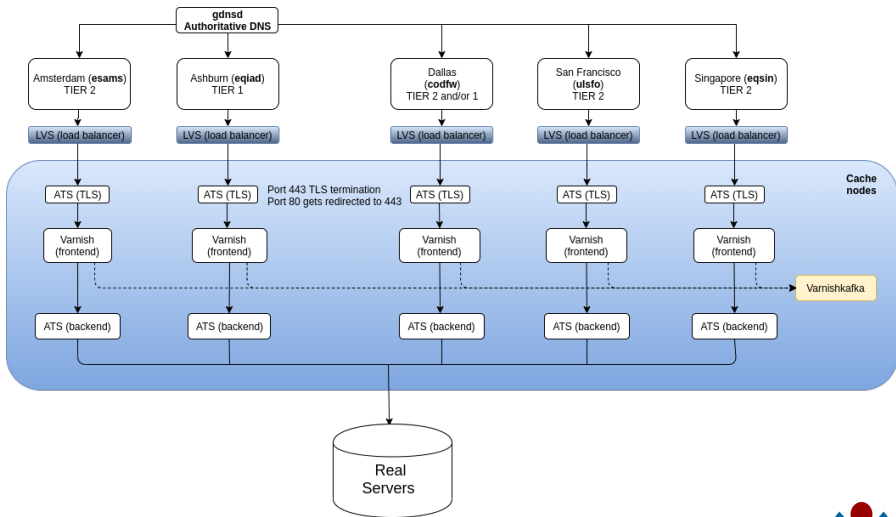 gdnsd
Authoritative DNS
Amsterdam (esams)
TIER 2
Ashburn (eqiad)
TIER 1
Dallas
(codfw)
TIER 2 and/or 1
San Francisco
(ulsfo)
TIER 2
Singapore (eqsin)
TIER 2
LVS (load balancer)
LVS (load balancer)
LVS (load balancer)
LVS (load balancer)
LVS (load balancer)
Cache
nodes
ATS (TLS)
ATS (TLS)
Port 443 TLS termination
Port 80 gets redirected to 443
ATS (TLS)
ATS (TLS)
ATS (TLS)
Varnish
(frontend)
Varnish
(frontend)
Varnish
(frontend)
Varnish
(frontend)
Varnish
(frontend)
Varnishkafka
ATS (backend)
ATS (backend)
ATS (backend)
ATS (backend)
ATS (backend)
Real
Servers